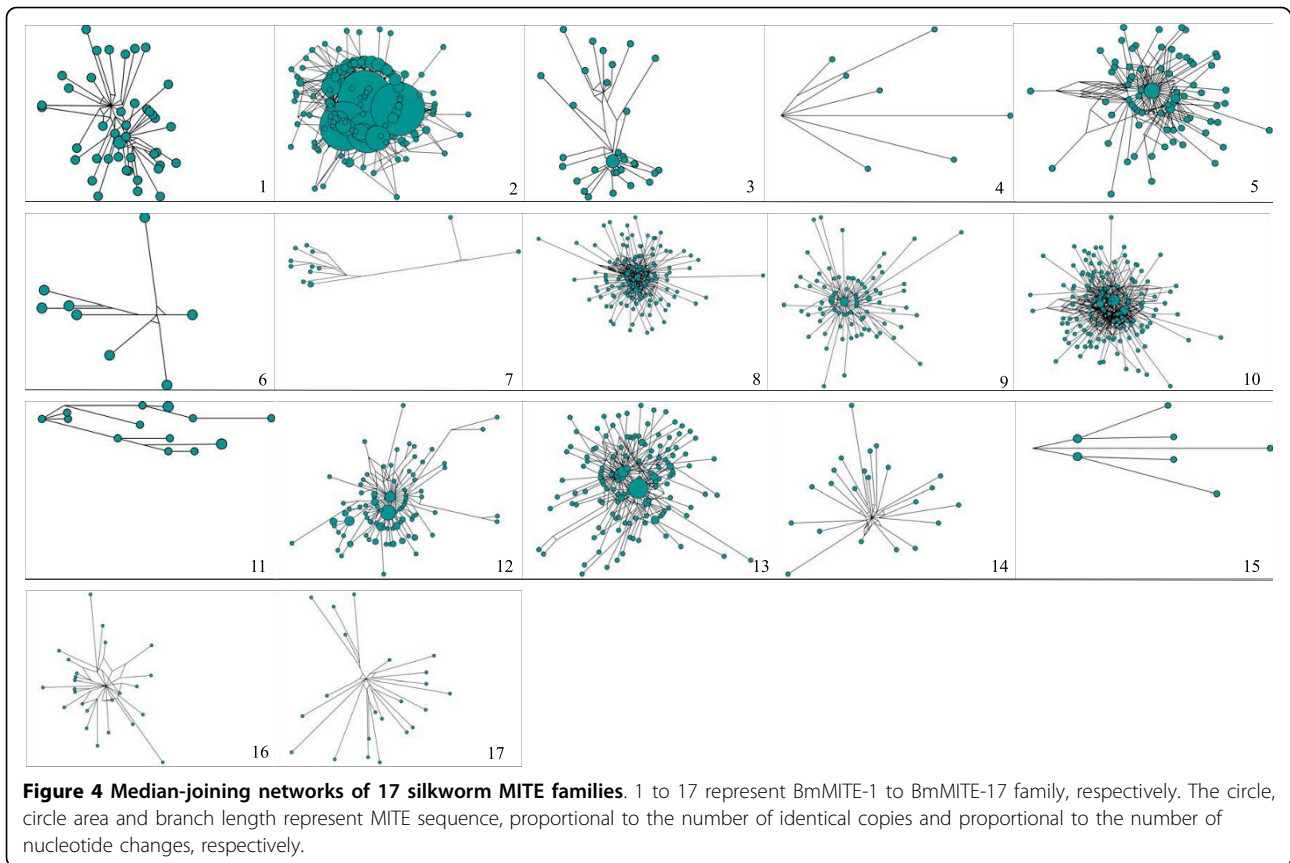 1 2 3 4 5
6 7 8 9 10
11 12 13 14 15
16 17
Figure 4 Median-joining networks of 17 silkworm MITE families. 1 to 17 represent BmMITE-1 to BmMITE-17 family, respectively. The circle,
circle area and branch length represent MITE sequence, proportional to the number of identical copies and proportional to the number of
nucleotide changes, respectively.